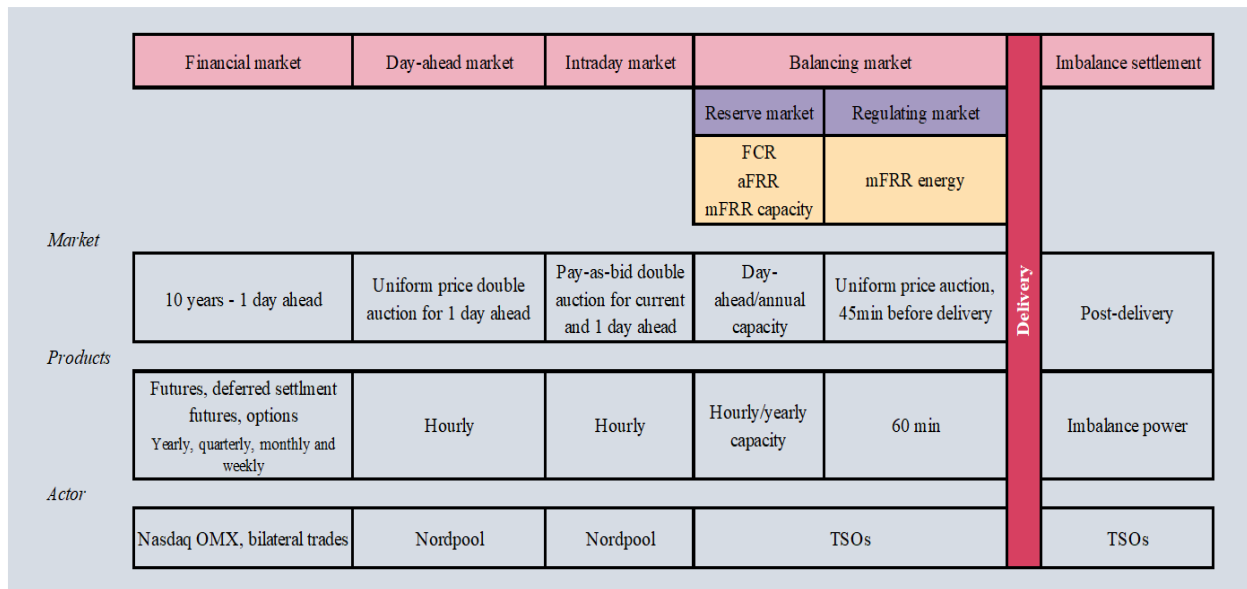 Financial market
Day-ahead market
Intraday market
Balancing market
Imbalance settlement
Reserve market
Regulating market
FCR
aFRR
mFRR capacity
mFRR energy
Delivery
Market
10 years - 1 day ahead
Uniform price double
auction for 1 day ahead
Pay-as-bid double
auction for current
and 1 day ahead
Day-
ahead/annual
capacity
Uniform price auction,
45min before delivery
Post-delivery
Products
Futures, deferred settlment
futures, options
Yearly, quarterly, monthly and
weekly
Hourly
Hourly
Hourly/yearly
capacity
60 min
Imbalance power
Actor
Nasdaq OMX, bilateral trades
Nordpool
Nordpool
TSOs
TSOs